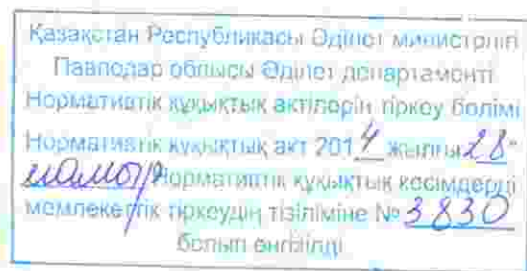 Қазақстан Республикасы Әділет министрлігі
Павлодар облысы Әділет департаменті
Нормативтік құқықтық актілерін тіркеу бөлімі
Нормативтік құқықтық акт 2014 жылғы 28"
мамыр Нормативтік құқықтық кесімдерді
мемлекеттік тіркеудің тізіліміне № 3830
болып енгізілді